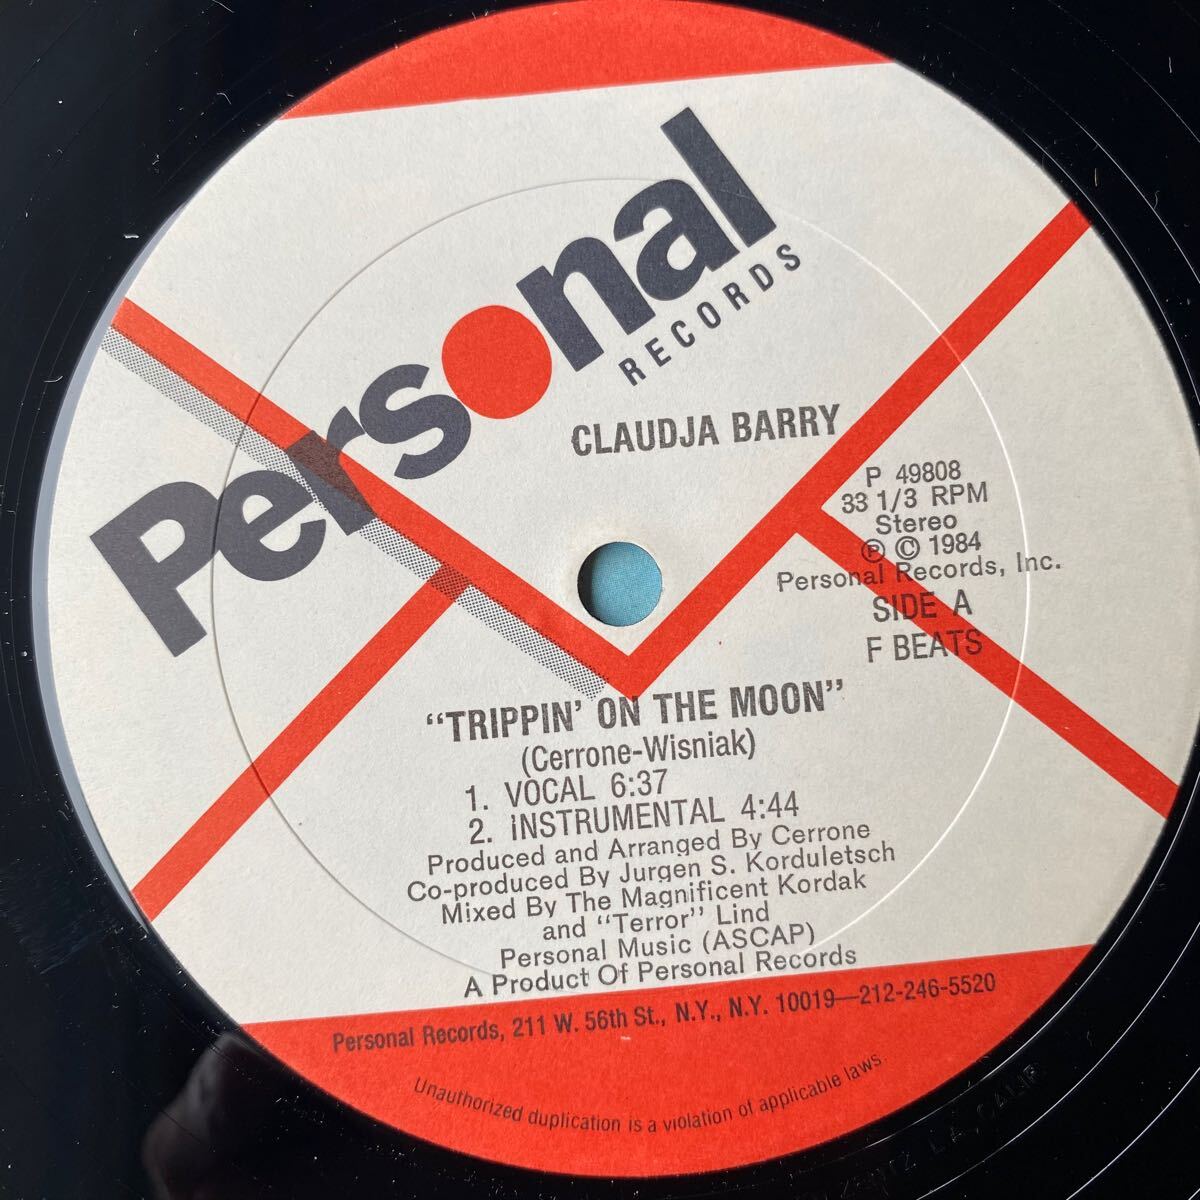 Personal
RECORDS
CLAUDJA BARRY
P 49808
33 1/3 RPM
Stereo
Ⓟ © 1984
Personal Records, Inc.
SIDE A
F BEATS
“TRIPPIN’ ON THE MOON”
(Cerrone-Wisniak)
1. VOCAL 6:37
2. INSTRUMENTAL 4:44
Produced and Arranged By Cerrone
Co-produced By Jurgen S. Korduletsch
Mixed By The Magnificent Kordak
and “Terror” Lind
Personal Music (ASCAP)
A Product Of Personal Records
Personal Records, 211 W. 56th St., N.Y., N.Y. 10019—212-246-5520
Unauthorized duplication is a violation of applicable laws